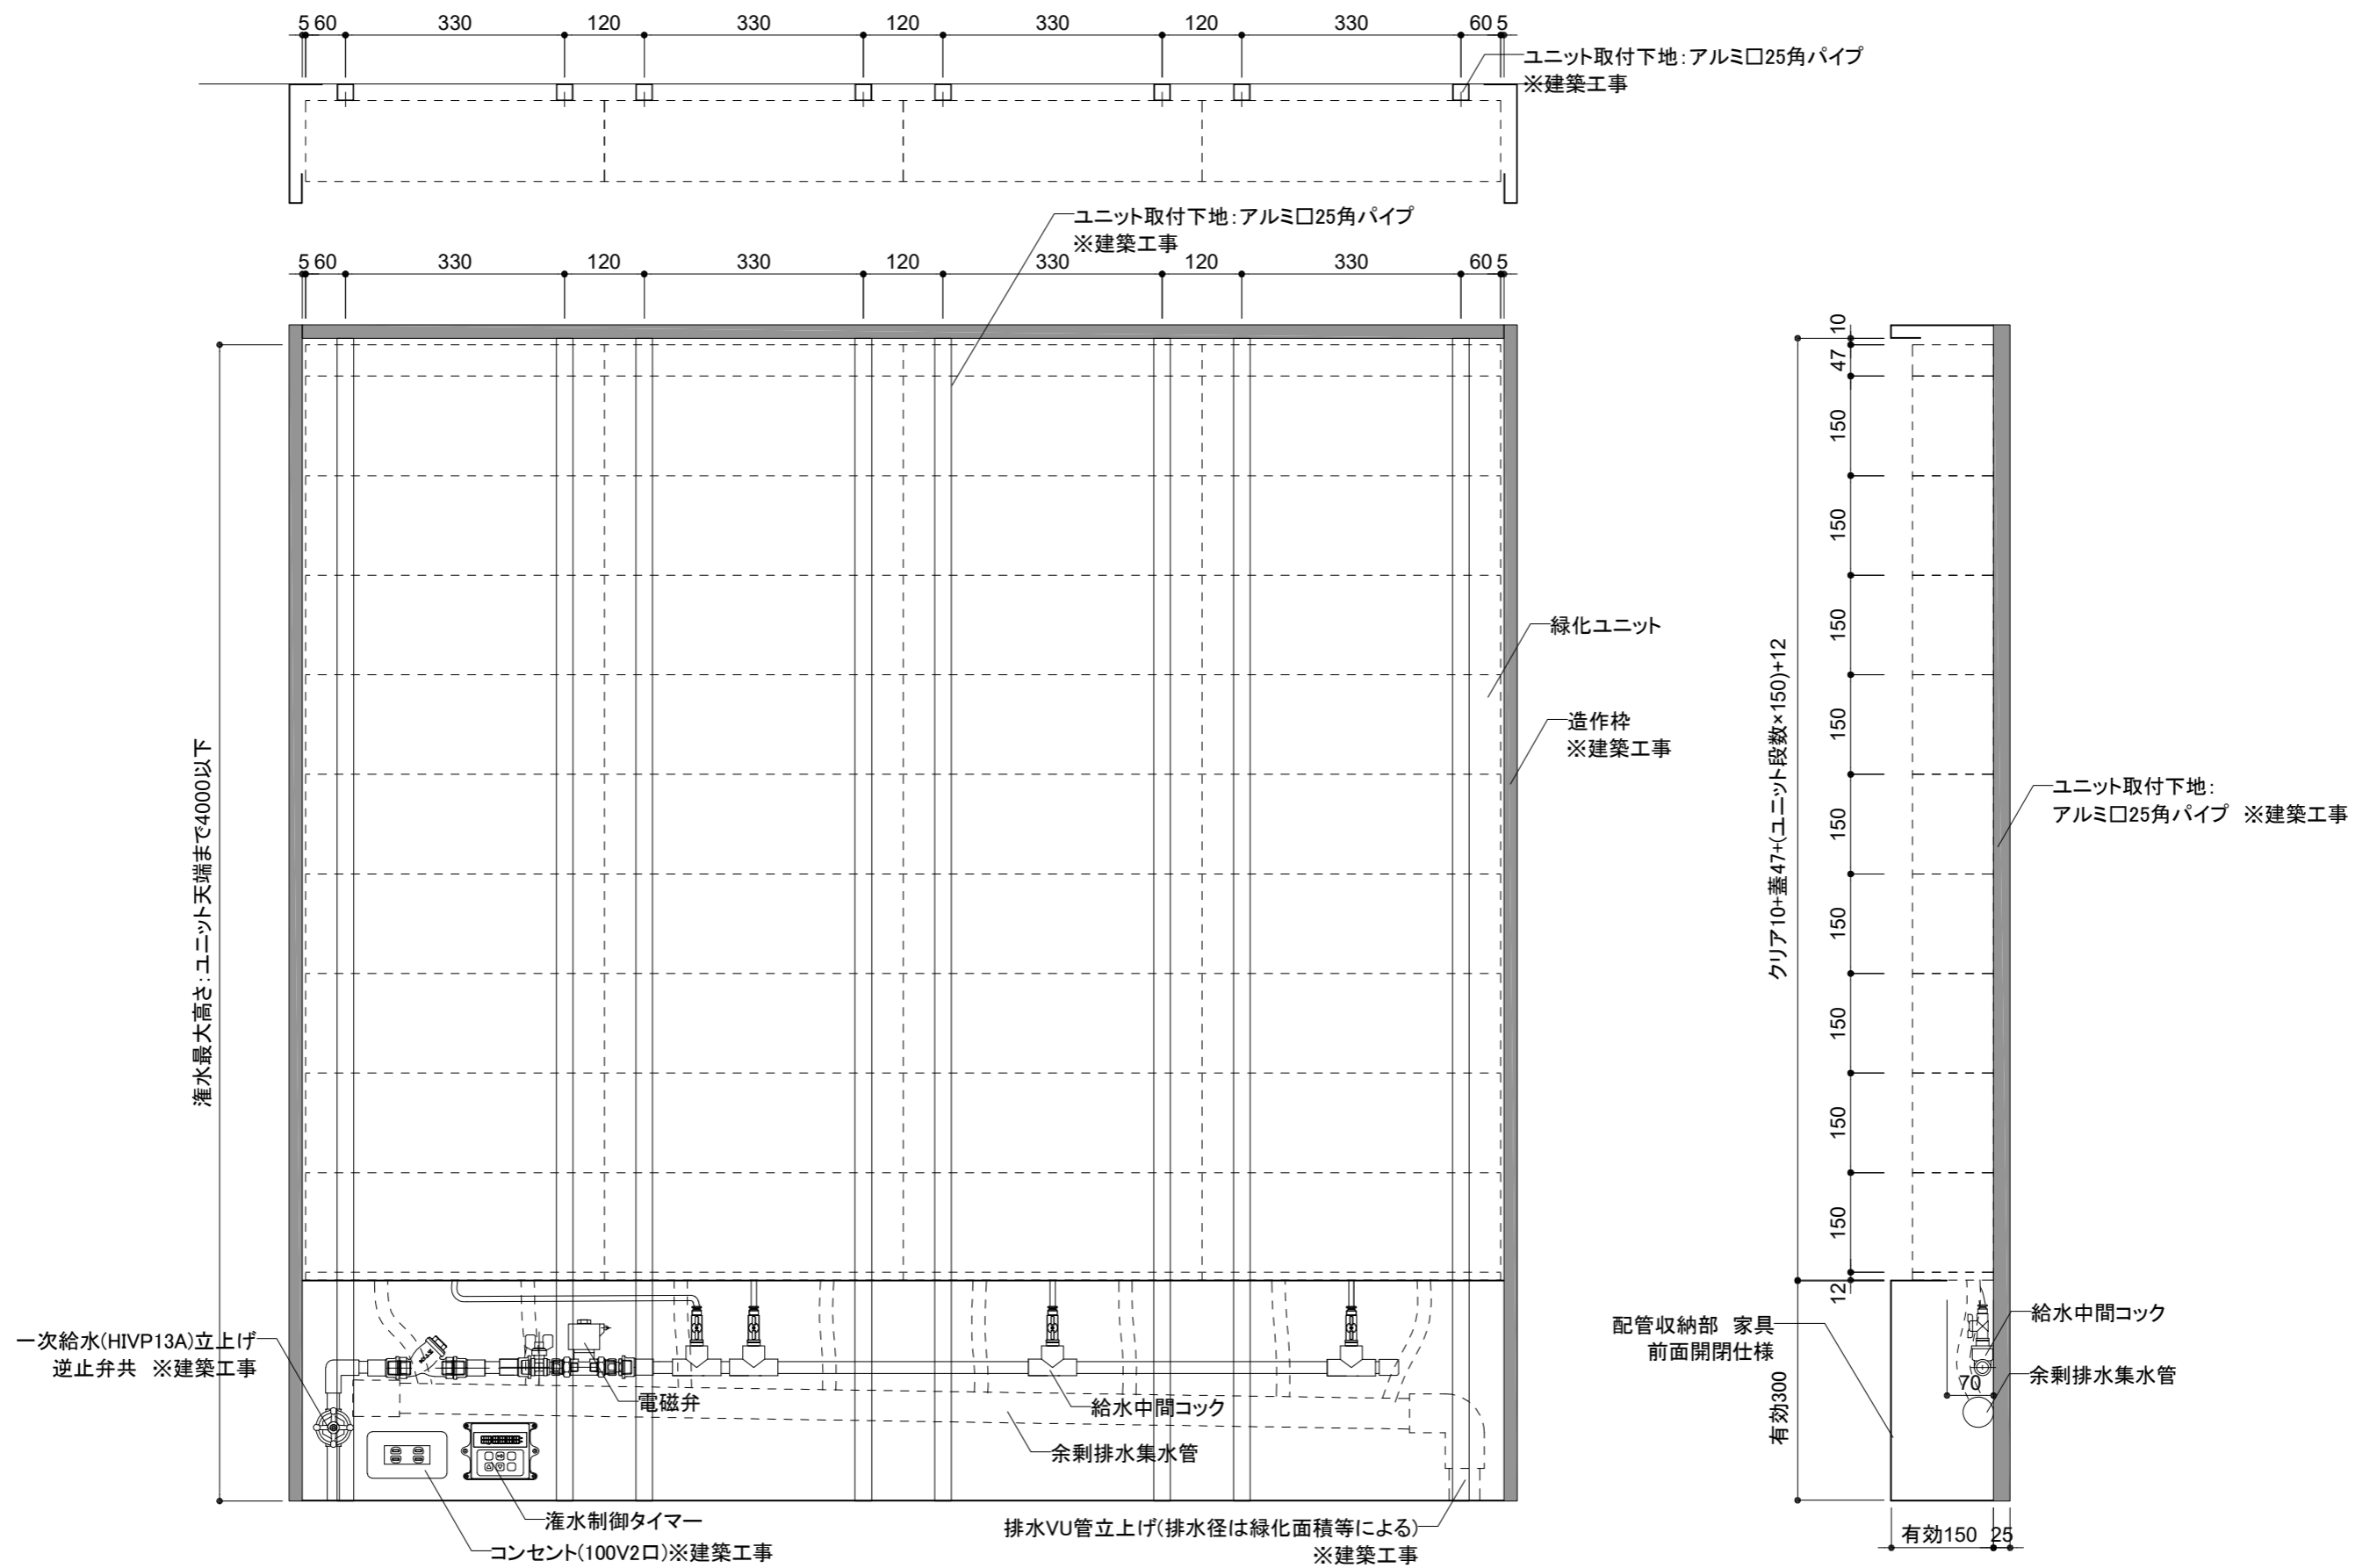 5 60 330 120 330 120 330 120 330 60 5
ユニット取付下地：アルミ□25角パイプ
※建築工事
ユニット取付下地：アルミ□25角パイプ
※建築工事
5 60 330 120 330 120 330 120 330 60 5
灌水最大高さ：ユニット天端まで4000以下
緑化ユニット
造作枠
※建築工事
一次給水(HIVP13A)立上げ
逆止弁共　※建築工事
電磁弁
給水中間コック
余剰排水集水管
灌水制御タイマー
コンセント(100V2口)※建築工事
排水VU管立上げ(排水径は緑化面積等による)
※建築工事
10
47
150
150
150
150
150
150
150
150
150
12
クリア10+蓋47+(ユニット段数×150)+12
ユニット取付下地：
アルミ□25角パイプ　※建築工事
配管収納部　家具
前面開閉仕様
有効300
給水中間コック
70
余剰排水集水管
有効150 25